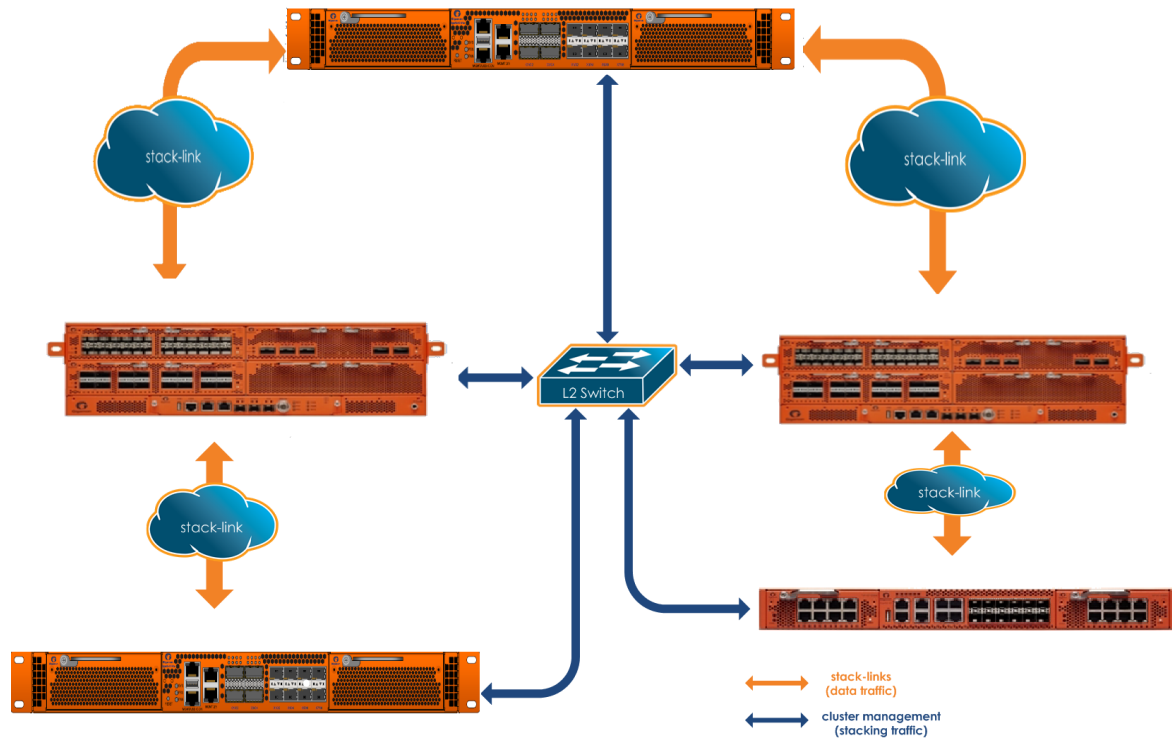 stack-link
stack-link
L2 Switch
stack-link
stack-link
stack-links
(data traffic)
cluster management
(stacking traffic)